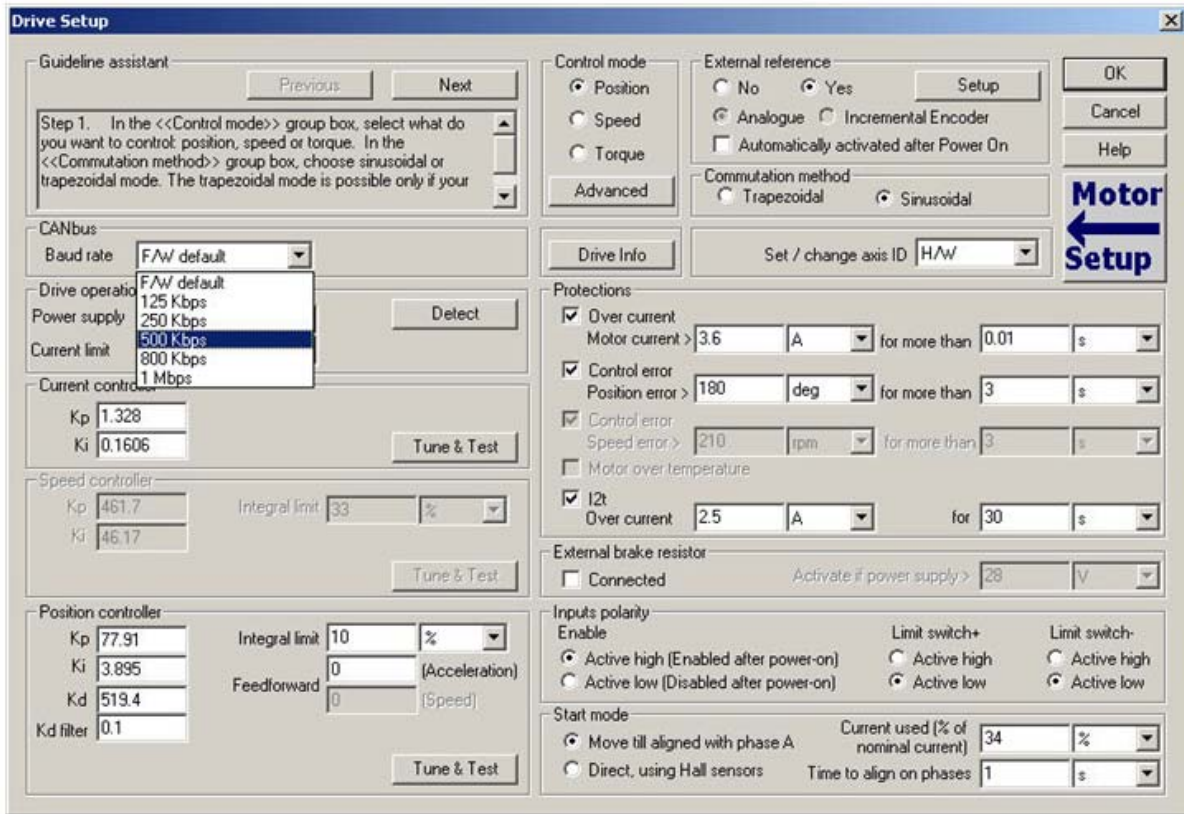 Drive Setup
Guideline assistant
Previous
Next
Step 1. In the <<Control mode>> group box, select what do
you want to control: position, speed or torque. In the
<<Commutation method>> group box, choose sinusoidal or
trapezoidal mode. The trapezoidal mode is possible only if your
Control mode
Position
Speed
Torque
Advanced
External reference
No
Yes
Setup
Analogue
Incremental Encoder
Automatically activated after Power On
Commutation method
Trapezoidal
Sinusoidal
OK
Cancel
Help
Motor
Setup
CANbus
Baud rate
F/W default
F/W default
125 Kbps
250 Kbps
500 Kbps
800 Kbps
1 Mbps
Drive Info
Set / change axis ID
H/W
Drive operatio
Power supply
Detect
Current limit
Current controller
Kp
1.328
Ki
0.1606
Tune & Test
Speed controller
Kp
461.7
Integral limit
33
%
Ki
46.17
Tune & Test
Position controller
Kp
77.91
Integral limit
10
%
Ki
3.895
Feedforward
0
(Acceleration)
Kd
519.4
0
(Speed)
Kd filter
0.1
Tune & Test
Protections
Over current
Motor current >
3.6
A
for more than
0.01
s
Control error
Position error >
180
deg
for more than
3
s
Control error
Speed error >
210
rpm
for more than
3
s
Motor over temperature
I2t
Over current
2.5
A
for
30
s
External brake resistor
Connected
Activate if power supply >
28
V
Inputs polarity
Enable
Limit switch+
Limit switch-
Active high (Enabled after power-on)
Active high
Active high
Active low (Disabled after power-on)
Active low
Active low
Start mode
Move till aligned with phase A
Current used (% of
nominal current)
34
%
Direct, using Hall sensors
Time to align on phases
1
s